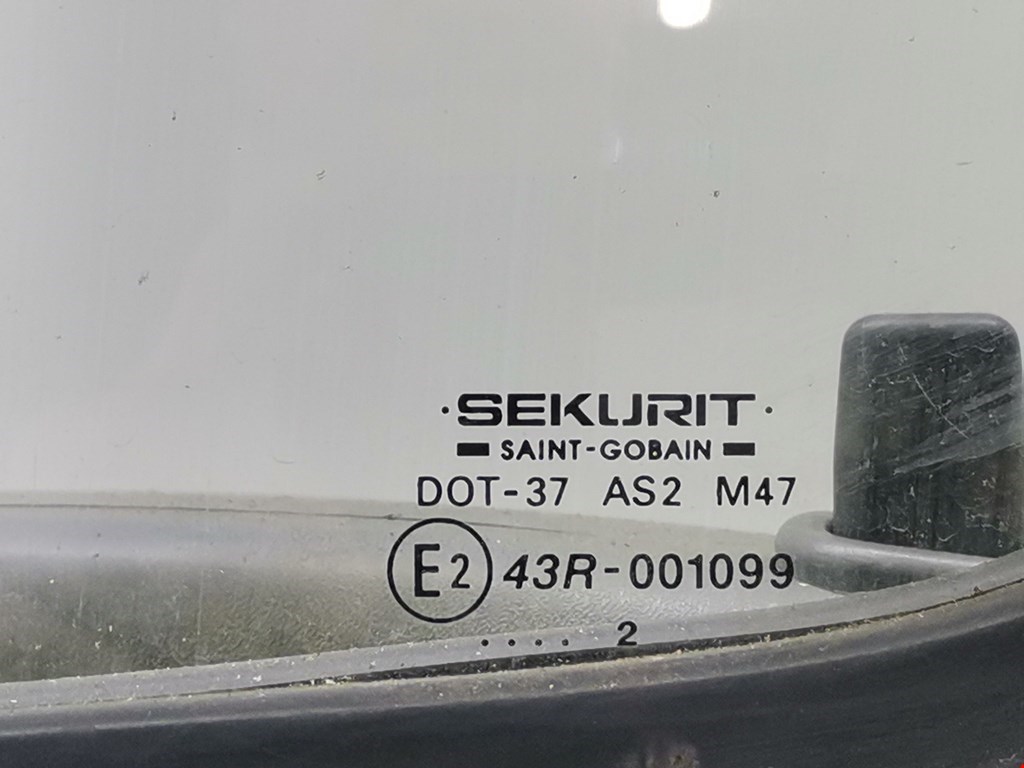 ·SEKURIT·
SAINT-GOBAIN
DOT-37 AS2 M47
E2 43R-001099
.... 2